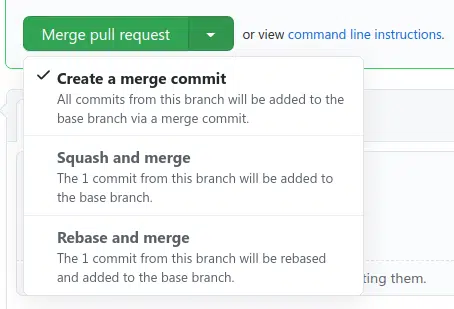 Merge pull request
or view command line instructions.
Create a merge commit
All commits from this branch will be added to the
base branch via a merge commit.
Squash and merge
The 1 commit from this branch will be added to
the base branch.
Rebase and merge
The 1 commit from this branch will be rebased
and added to the base branch.
ting them.